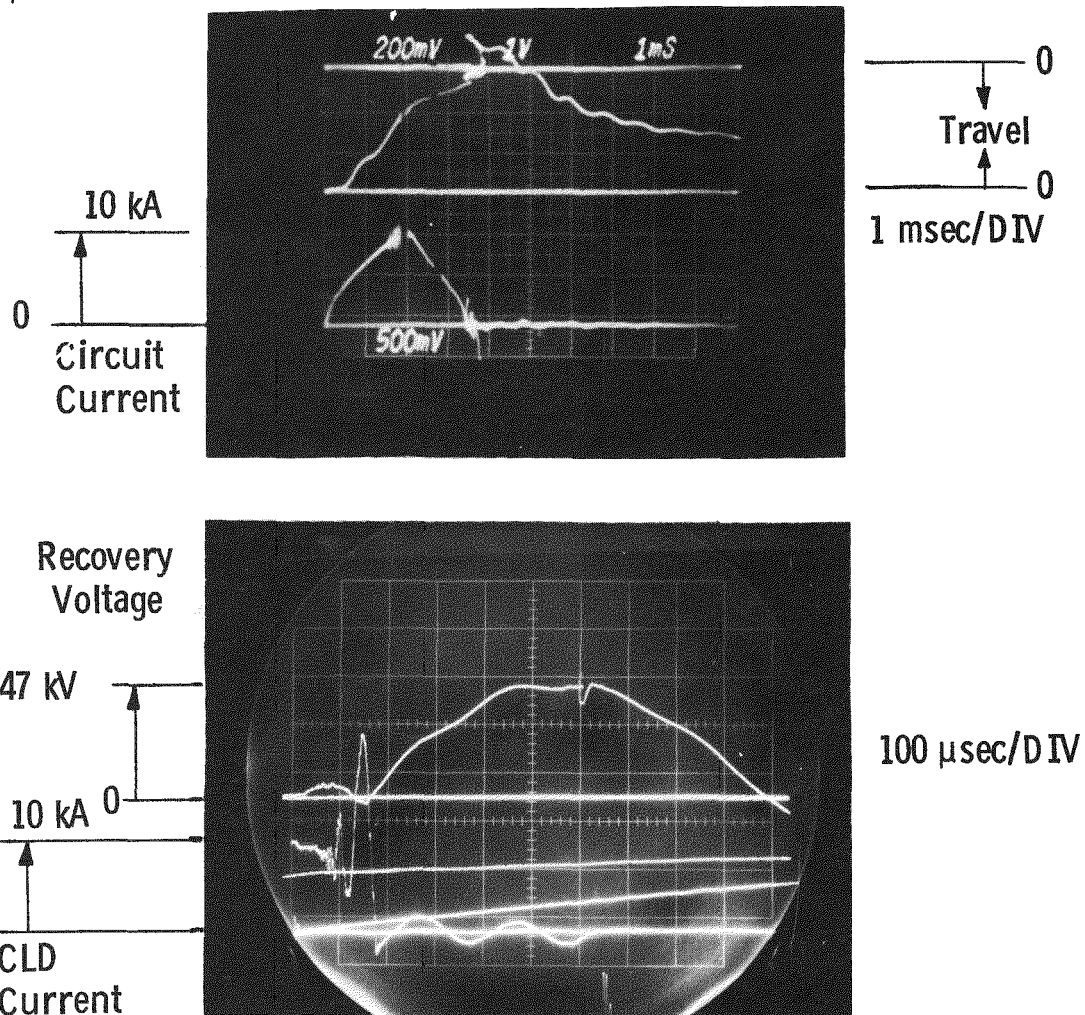 200mV 1V 1mS
0
Travel
0
1 msec/DIV
10 kA
0
Circuit
Current
500mV
Recovery
Voltage
47 kV
0
10 kA
CLD
Current
100 μsec/DIV